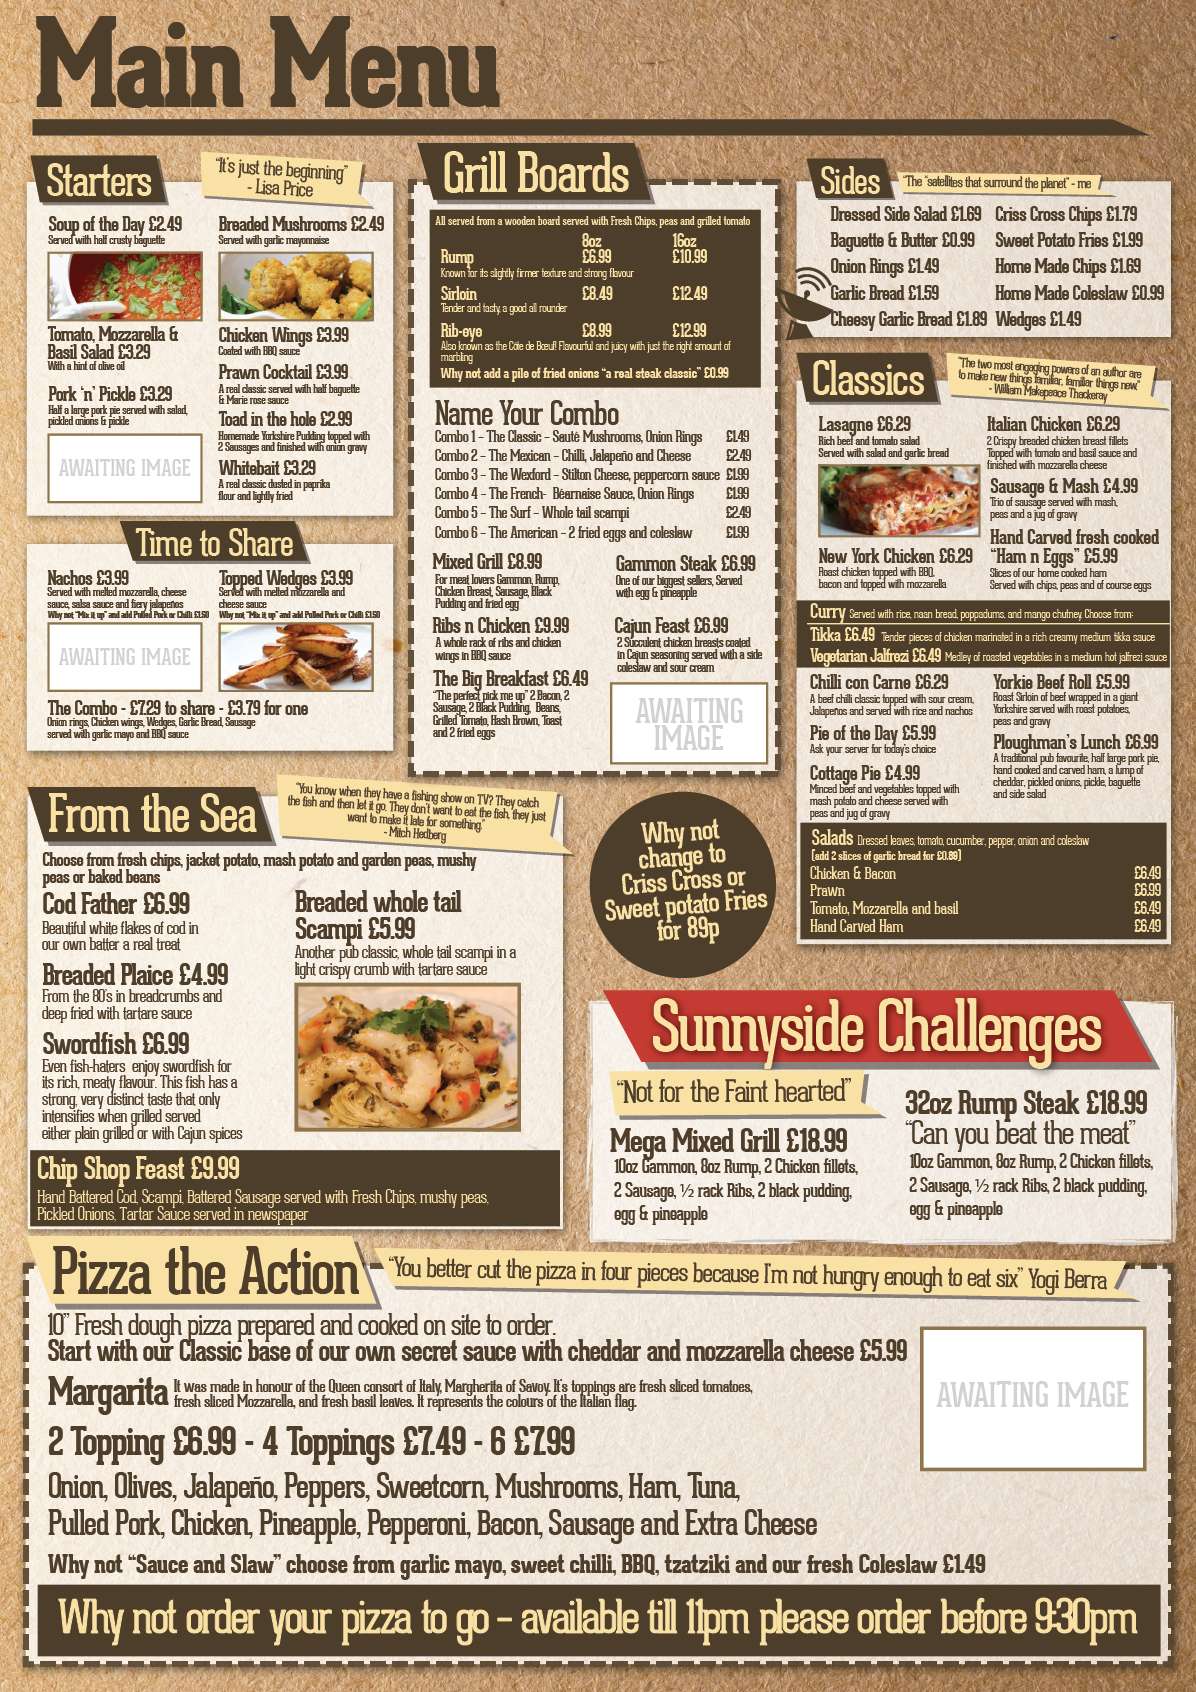 Main Menu
Starters
"It's just the beginning"
- Lisa Price
Soup of the Day £2.49
Served with half crusty baguette
Tomato, Mozzarella &
Basil Salad £3.29
With a hint of olive oil
Pork 'n' Pickle £3.29
Half a large pork pie served with salad,
pickled onions & pickle
AWAITING IMAGE
Breaded Mushrooms £2.49
Served with garlic mayonnaise
Chicken Wings £3.99
Coated with BBQ sauce
Prawn Cocktail £3.99
A real classic served with half baguette
& Marie rose sauce
Toad in the hole £2.99
Homemade Yorkshire Pudding topped with
2 Sausages and finished with onion gravy
Whitebait £3.29
A real classic dusted in paprika
flour and lightly fried
Time to Share
Nachos £3.99
Served with melted mozzarella, cheese
sauce, salsa sauce and fiery jalapeños
Why not "Mix it up" and add Pulled Pork or Chilli £1.50
AWAITING IMAGE
Topped Wedges £3.99
Served with melted mozzarella and
cheese sauce
Why not "Mix it up" and add Pulled Pork or Chilli £1.50
The Combo - £7.29 to share - £3.79 for one
Onion rings, Chicken wings, Wedges, Garlic Bread, Sausage
served with garlic mayo and BBQ sauce
Grill Boards
All served from a wooden board served with Fresh Chips, peas and grilled tomato
8oz 16oz
Rump £6.99 £10.99
Known for its slightly firmer texture and strong flavour
Sirloin £8.49 £12.49
Tender and tasty, a good all rounder
Rib-eye £8.99 £12.99
Also known as the Côte de Bœuf! Flavourful and juicy with just the right amount of
marbling
Why not add a pile of fried onions "a real steak classic" £0.99
Name Your Combo
Combo 1 - The Classic - Sauté Mushrooms, Onion Rings £1.49
Combo 2 - The Mexican - Chilli, Jalapeño and Cheese £2.49
Combo 3 - The Wexford - Stilton Cheese, peppercorn sauce £1.99
Combo 4 - The French- Béarnaise Sauce, Onion Rings £1.99
Combo 5 - The Surf - Whole tail scampi £2.49
Combo 6 - The American - 2 fried eggs and coleslaw £1.99
Mixed Grill £8.99
For meat lovers Gammon, Rump,
Chicken Breast, Sausage, Black
Pudding and fried egg
Ribs n Chicken £9.99
A whole rack of ribs and chicken
wings in BBQ sauce
The Big Breakfast £6.49
"The perfect pick me up" 2 Bacon, 2
Sausage, 2 Black Pudding, Beans,
Grilled Tomato, Hash Brown, Toast
and 2 fried eggs
Gammon Steak £6.99
One of our biggest sellers, Served
with egg & pineapple
Cajun Feast £6.99
2 Succulent chicken breasts coated
in Cajun seasoning served with a side
coleslaw and sour cream
AWAITING
IMAGE
Sides
"The "satellites that surround the planet" - me
Dressed Side Salad £1.69
Baguette & Butter £0.99
Onion Rings £1.49
Garlic Bread £1.59
Cheesy Garlic Bread £1.89
Criss Cross Chips £1.79
Sweet Potato Fries £1.99
Home Made Chips £1.69
Home Made Coleslaw £0.99
Wedges £1.49
Classics
"The two most engaging powers of an author are
to make new things familiar, familiar things new."
- William Makepeace Thackeray
Lasagne £6.29
Rich beef and tomato salad
Served with salad and garlic bread
New York Chicken £6.29
Roast chicken topped with BBQ,
bacon and topped with mozzarella
Italian Chicken £6.29
2 Crispy breaded chicken breast fillets
Topped with tomato and basil sauce and
finished with mozzarella cheese
Sausage & Mash £4.99
Trio of sausage served with mash,
peas and a jug of gravy
Hand Carved fresh cooked
"Ham n Eggs" £5.99
Slices of our home cooked ham
Served with chips, peas and of course eggs
Curry Served with rice, naan bread, poppadums, and mango chutney Choose from:
Tikka £6.49 Tender pieces of chicken marinated in a rich creamy medium tikka sauce
Vegetarian Jalfrezi £6.49 Medley of roasted vegetables in a medium hot jalfrezi sauce
Chilli con Carne £6.29
A beef chilli classic topped with sour cream,
Jalapeños and served with rice and nachos
Pie of the Day £5.99
Ask your server for today's choice
Cottage Pie £4.99
Minced beef and vegetables topped with
mash potato and cheese served with
peas and jug of gravy
Yorkie Beef Roll £5.99
Roast Sirloin of beef wrapped in a giant
Yorkshire served with roast potatoes,
peas and gravy
Ploughman's Lunch £6.99
A traditional pub favourite, half large pork pie,
hand cooked and carved ham, a lump of
cheddar, pickled onions, pickle, baguette
and side salad
Salads Dressed leaves, tomato, cucumber, pepper, onion and coleslaw
(add 2 slices of garlic bread for £0.89)
Chicken & Bacon £6.49
Prawn £6.99
Tomato, Mozzarella and basil £6.49
Hand Carved Ham £6.49
From the Sea
"You know when they have a fishing show on TV? They catch
the fish and then let it go. They don't want to eat the fish, they just
want to make it late for something."
- Mitch Hedberg
Choose from fresh chips, jacket potato, mash potato and garden peas, mushy
peas or baked beans
Cod Father £6.99
Beautiful white flakes of cod in
our own batter a real treat
Breaded Plaice £4.99
From the 80's in breadcrumbs and
deep fried with tartare sauce
Swordfish £6.99
Even fish-haters enjoy swordfish for
its rich, meaty flavour. This fish has a
strong, very distinct taste that only
intensifies when grilled served
either plain grilled or with Cajun spices
Breaded whole tail
Scampi £5.99
Another pub classic, whole tail scampi in a
light crispy crumb with tartare sauce
Chip Shop Feast £9.99
Hand Battered Cod, Scampi, Battered Sausage served with Fresh Chips, mushy peas,
Pickled Onions, Tartar Sauce served in newspaper
Why not
change to
Criss Cross or
Sweet potato Fries
for 89p
Sunnyside Challenges
"Not for the Faint hearted"
Mega Mixed Grill £18.99
10oz Gammon, 8oz Rump, 2 Chicken fillets,
2 Sausage, ½ rack Ribs, 2 black pudding,
egg & pineapple
32oz Rump Steak £18.99
"Can you beat the meat"
10oz Gammon, 8oz Rump, 2 Chicken fillets,
2 Sausage, ½ rack Ribs, 2 black pudding,
egg & pineapple
Pizza the Action
"You better cut the pizza in four pieces because I'm not hungry enough to eat six" Yogi Berra
10" Fresh dough pizza prepared and cooked on site to order.
Start with our Classic base of our own secret sauce with cheddar and mozzarella cheese £5.99
Margarita It was made in honour of the Queen consort of Italy, Margherita of Savoy. It's toppings are fresh sliced tomatoes,
fresh sliced Mozzarella, and fresh basil leaves. It represents the colours of the Italian flag.
2 Topping £6.99 - 4 Toppings £7.49 - 6 £7.99
Onion, Olives, Jalapeño, Peppers, Sweetcorn, Mushrooms, Ham, Tuna,
Pulled Pork, Chicken, Pineapple, Pepperoni, Bacon, Sausage and Extra Cheese
Why not "Sauce and Slaw" choose from garlic mayo, sweet chilli, BBQ, tzatziki and our fresh Coleslaw £1.49
AWAITING IMAGE
Why not order your pizza to go - available till 11pm please order before 9:30pm